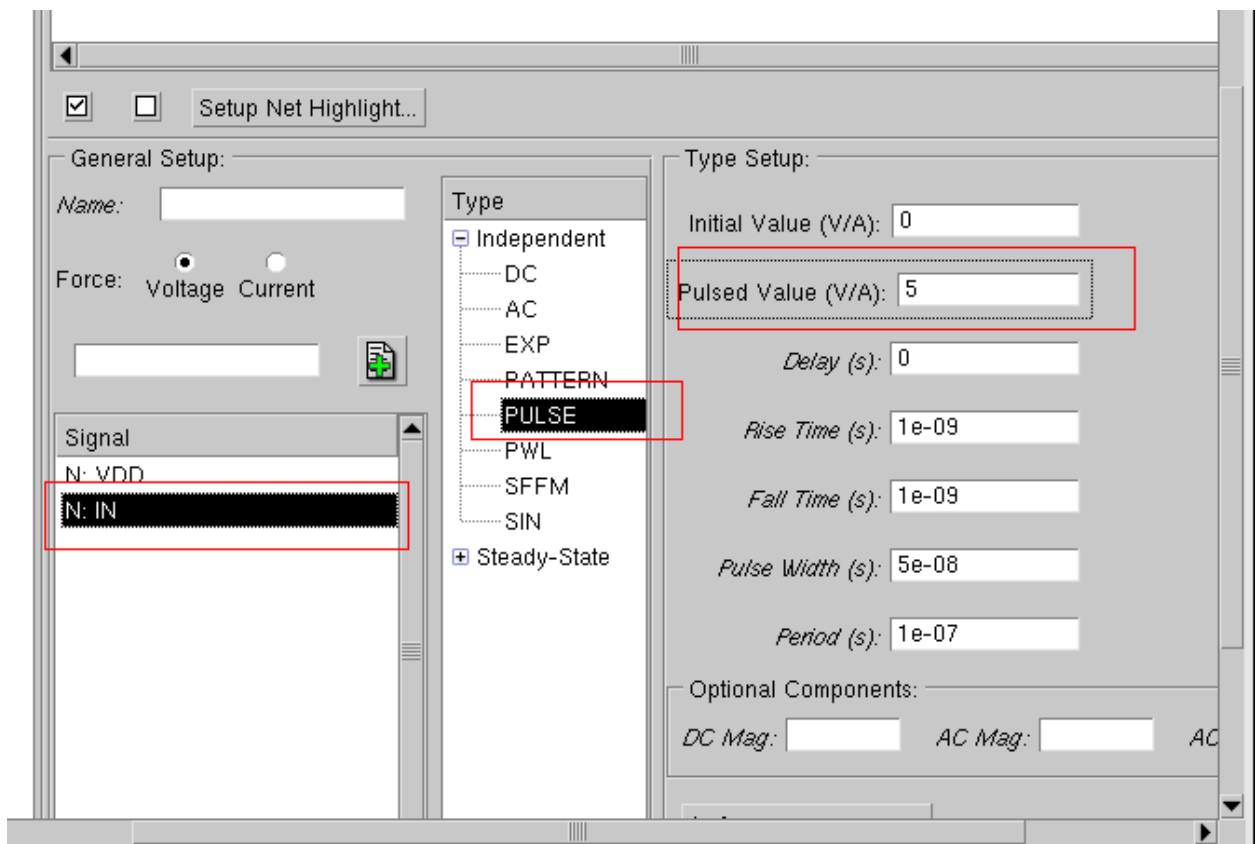 Setup Net Highlight...
General Setup:
Name:
Force: Voltage Current
Signal
N: VDD
N: IN
Type
Independent
DC
AC
EXP
PATTERN
PULSE
PWL
SFFM
SIN
Steady-State
Type Setup:
Initial Value (V/A): 0
Pulsed Value (V/A): 5
Delay (s): 0
Rise Time (s): 1e-09
Fall Time (s): 1e-09
Pulse Width (s): 5e-08
Period (s): 1e-07
Optional Components:
DC Mag: AC Mag: AC